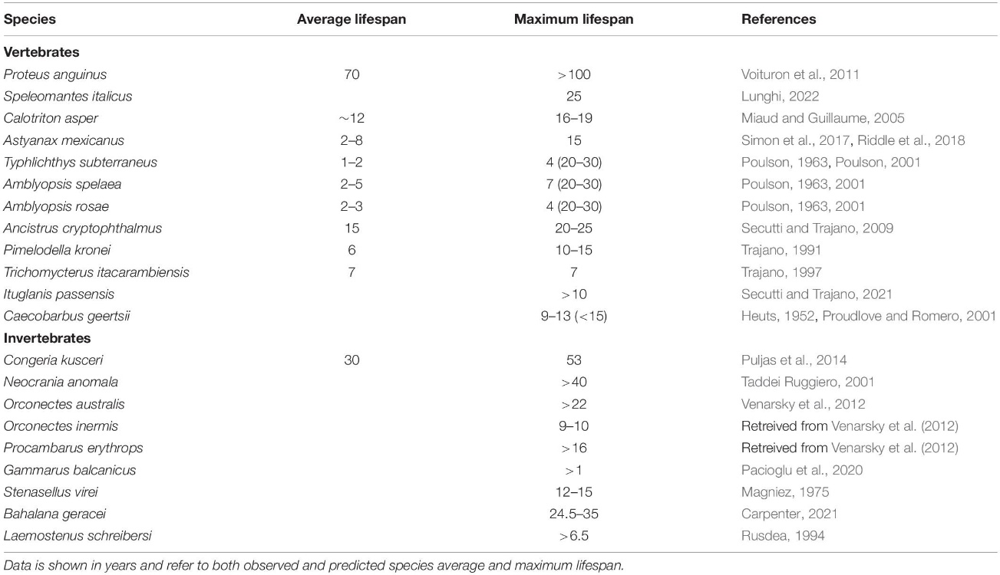 Species Average lifespan Maximum lifespan References
Vertebrates
Proteus anguinus 70 >100 Voituron et al., 2011
Speleomantes italicus 25 Lunghi, 2022
Calotriton asper ~12 16–19 Miaud and Guillaume, 2005
Astyanax mexicanus 2–8 15 Simon et al., 2017, Riddle et al., 2018
Typhlichthys subterraneus 1–2 4 (20–30) Poulson, 1963, Poulson, 2001
Amblyopsis spelaea 2–5 7 (20–30) Poulson, 1963, 2001
Amblyopsis rosae 2–3 4 (20–30) Poulson, 1963, 2001
Ancistrus cryptophthalmus 15 20–25 Secutti and Trajano, 2009
Pimelodella kronei 6 10–15 Trajano, 1991
Trichomycterus itacarambiensis 7 7 Trajano, 1997
Ituglanis passensis >10 Secutti and Trajano, 2021
Caecobarbus geertsii 9–13 (<15) Heuts, 1952, Proudlove and Romero, 2001
Invertebrates
Congeria kusceri 30 53 Puljas et al., 2014
Neocrania anomala >40 Taddei Ruggiero, 2001
Orconectes australis >22 Venarsky et al., 2012
Orconectes inermis 9–10 Retreived from Venarsky et al. (2012)
Procambarus erythrops >16 Retreived from Venarsky et al. (2012)
Gammarus balcanicus >1 Pacioglu et al., 2020
Stenasellus virei 12–15 Magniez, 1975
Bahalana geracei 24.5–35 Carpenter, 2021
Laemostenus schreibersi >6.5 Rusdea, 1994
Data is shown in years and refer to both observed and predicted species average and maximum lifespan.